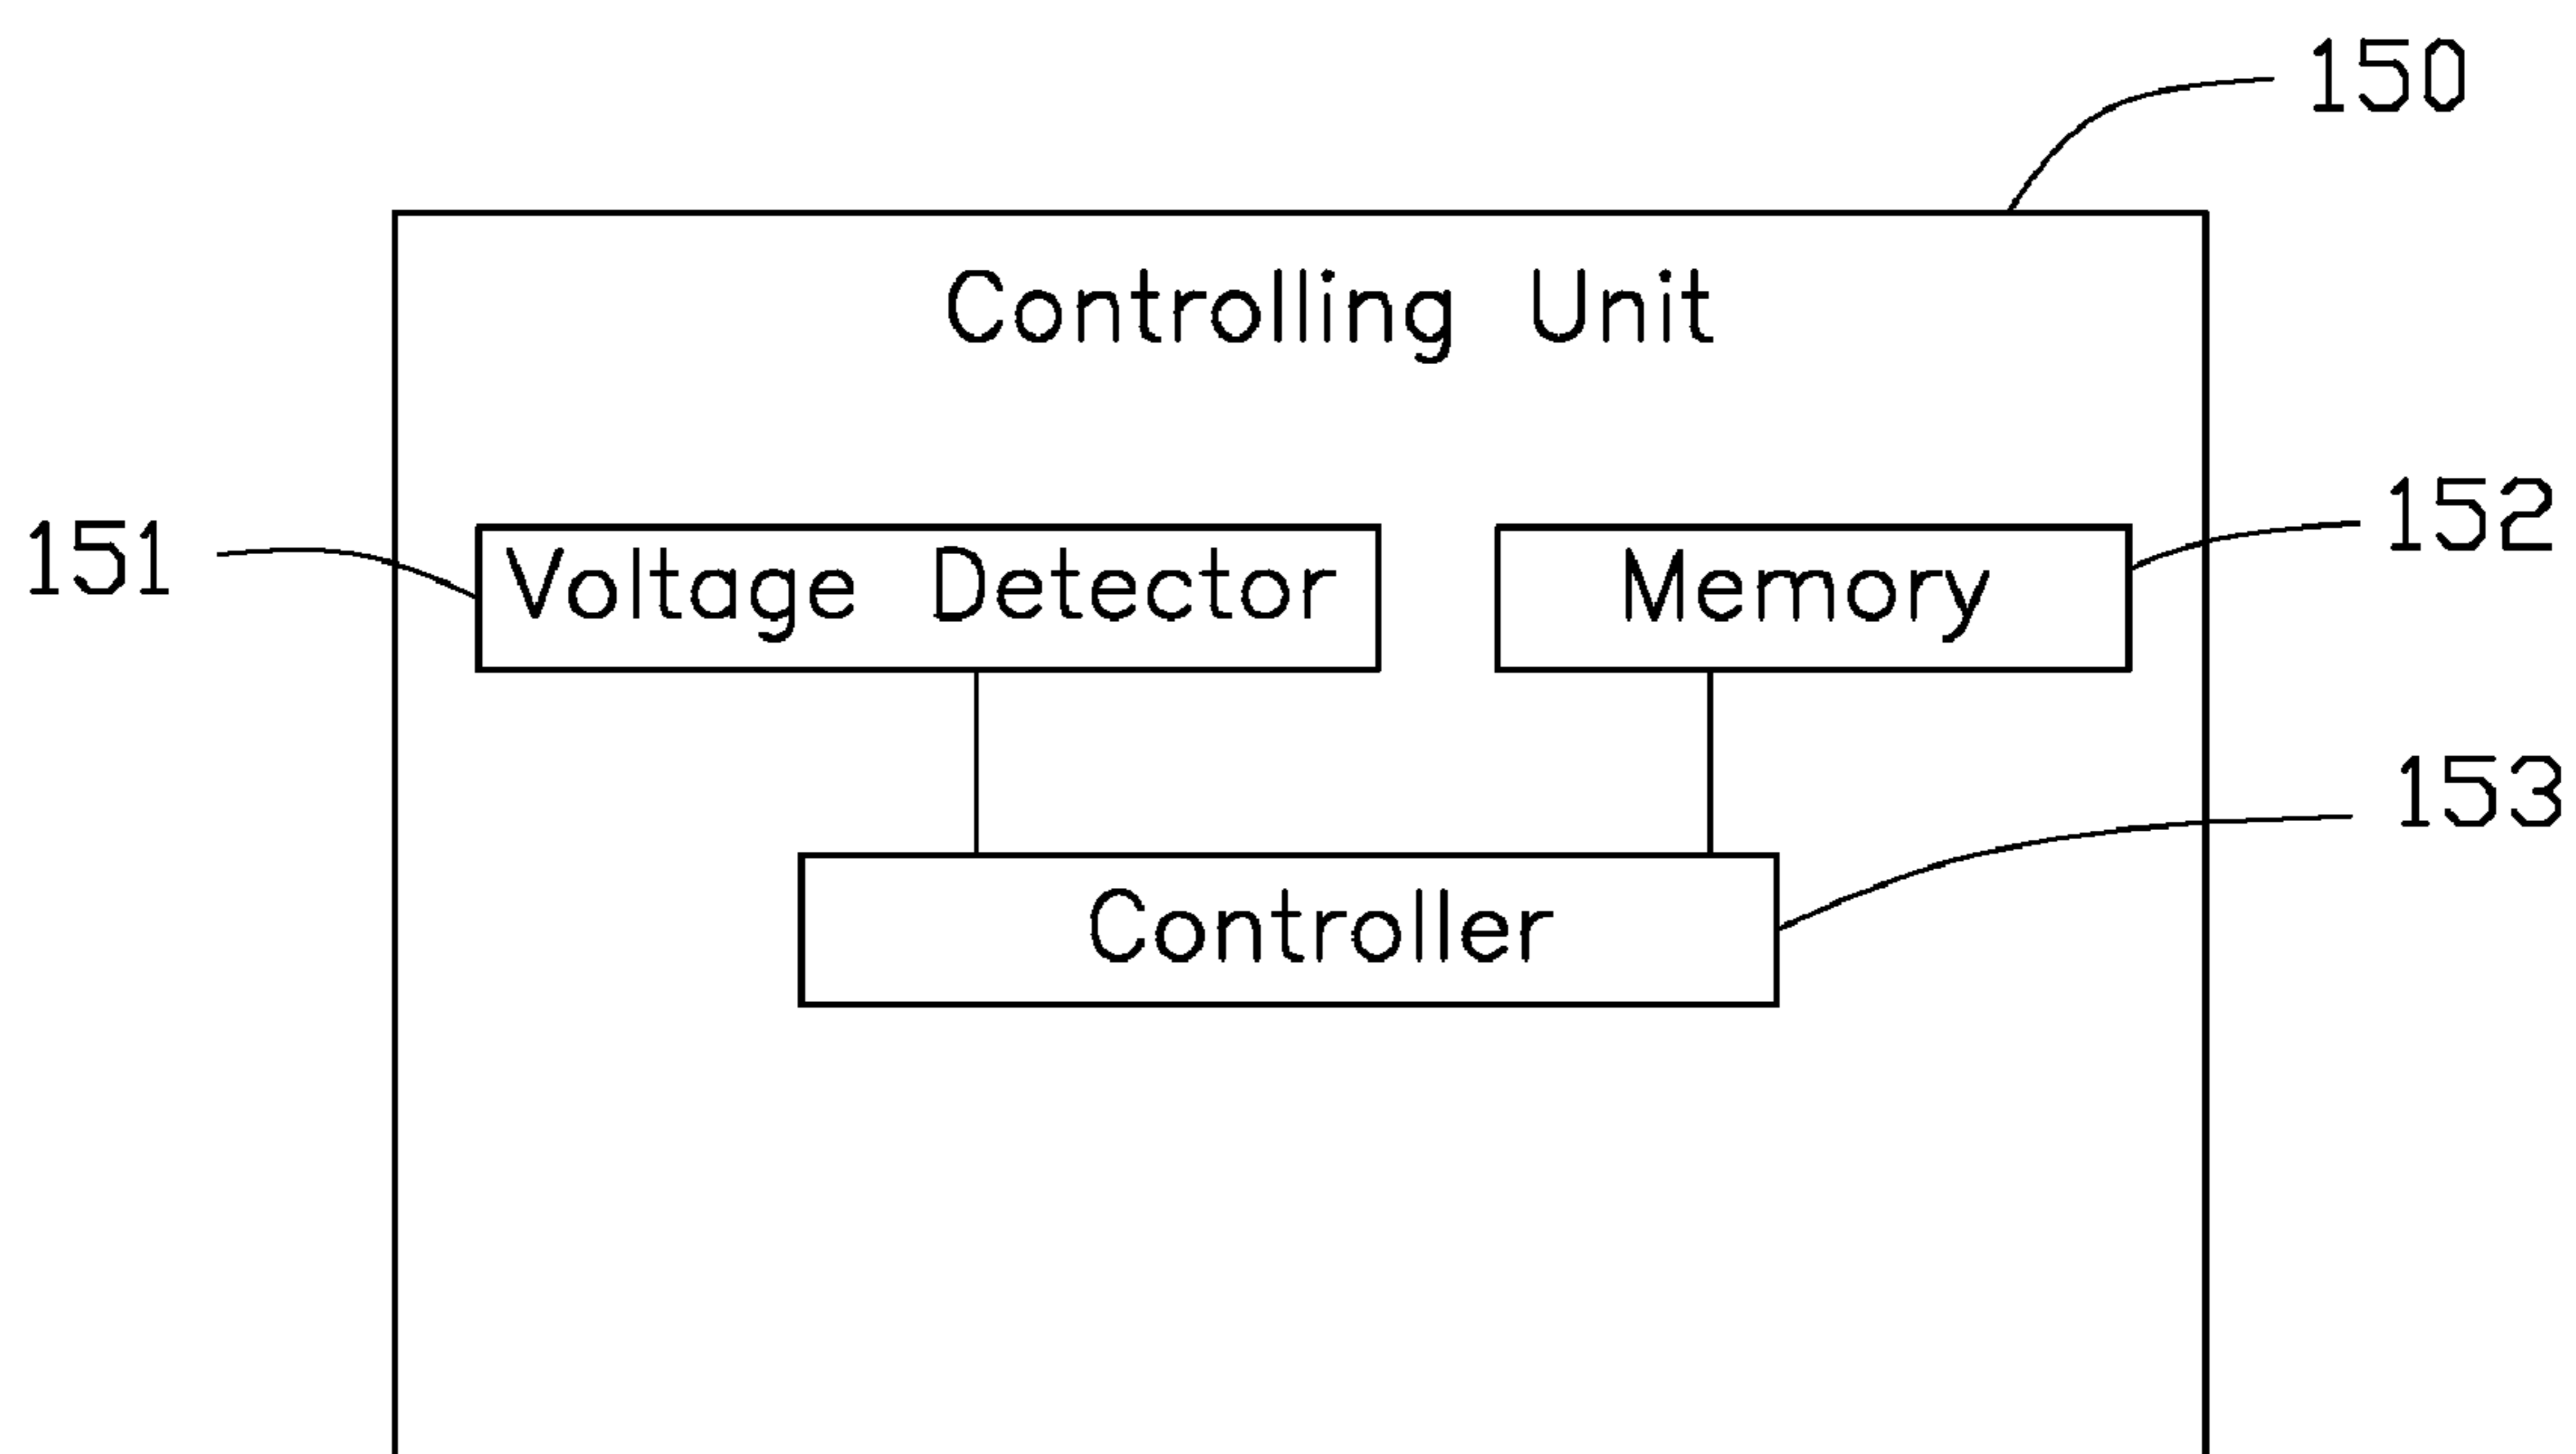 150
Controlling Unit
151
Voltage Detector
Memory
152
153
Controller